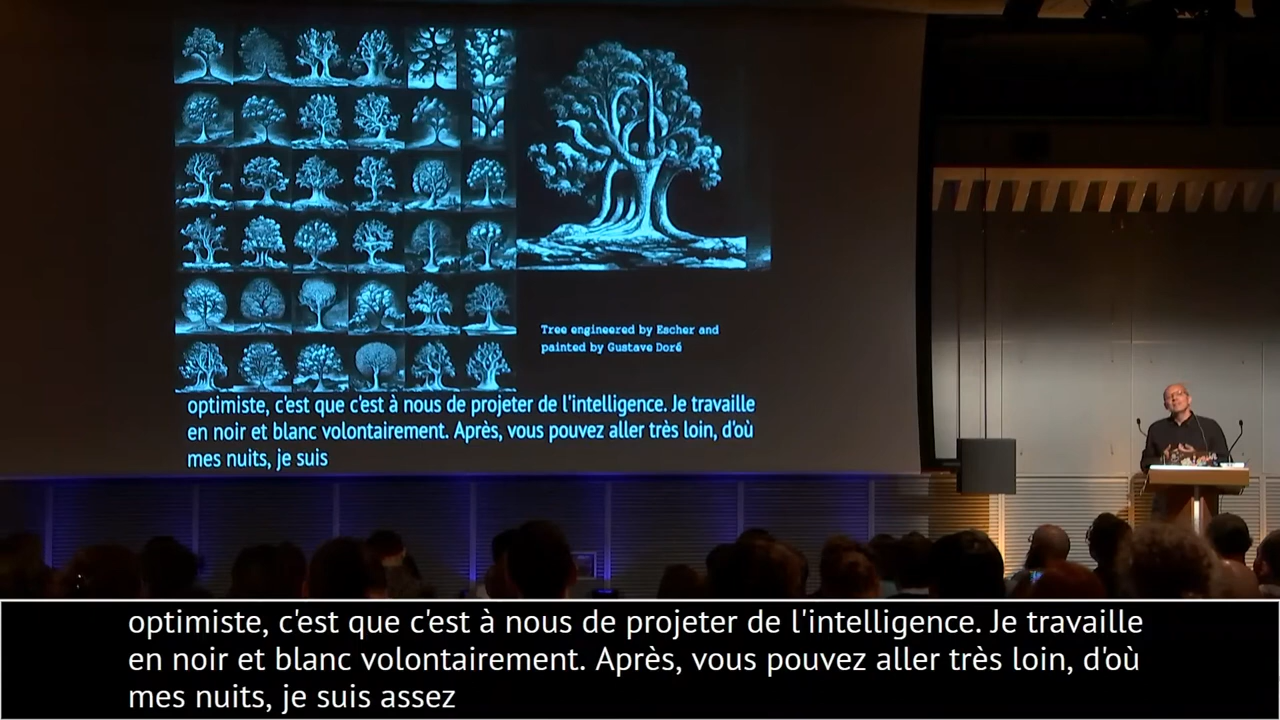 Tree engineered by Escher and
painted by Gustave Doré
optimiste, c'est que c'est à nous de projeter de l'intelligence. Je travaille
en noir et blanc volontairement. Après, vous pouvez aller très loin, d'où
mes nuits, je suis
optimiste, c'est que c'est à nous de projeter de l'intelligence. Je travaille
en noir et blanc volontairement. Après, vous pouvez aller très loin, d'où
mes nuits, je suis assez